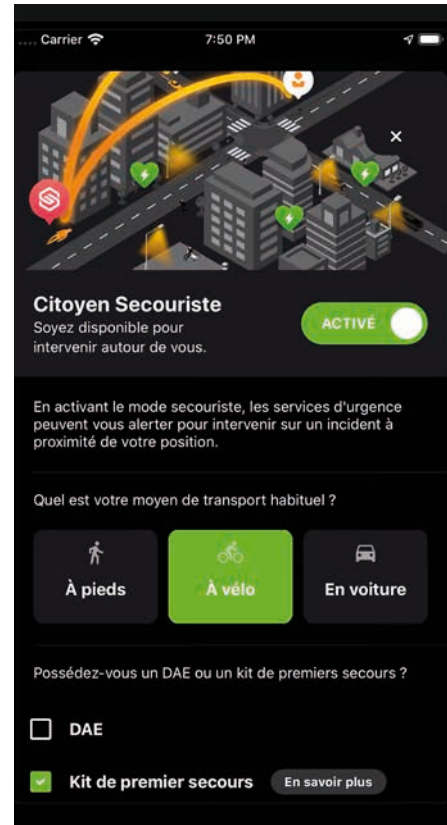 Carrier
7:50 PM
Citoyen Secouriste
Soyez disponible pour
intervenir autour de vous.
ACTIVÉ
En activant le mode secouriste, les services d'urgence
peuvent vous alerter pour intervenir sur un incident à
proximité de votre position.
Quel est votre moyen de transport habituel ?
À pieds
À vélo
En voiture
Possédez-vous un DAE ou un kit de premiers secours ?
DAE
Kit de premier secours
En savoir plus